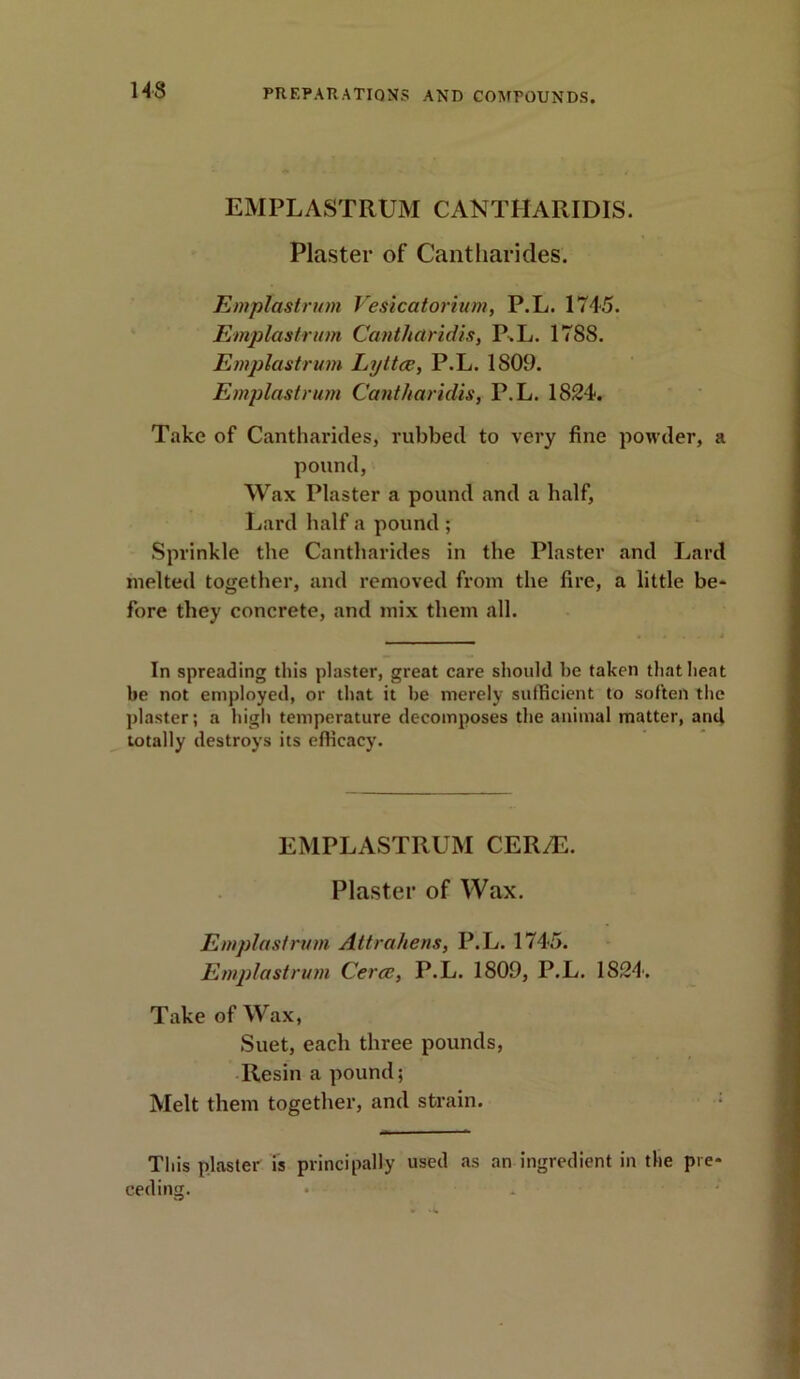 148 PREPARATIONS AND COMPOUNDS.
EMPLASTRUM CANTHARIDIS.
Plaster of Cantharides.
Emplastrum Vesicatorium, P.L. 1745.
Emplastrum Cantharidis, P.L. 1788.
Emplastrum Lyttæ, P.L. 1809.
Emplastrum Cantharidis, P.L. 1824.
Take of Cantharides, rubbed to very fine powder, a
pound,
Wax Plaster a pound and a half,
Lard half a pound;
Sprinkle the Cantharides in the Plaster and Lard
melted together, and removed from the fire, a little be-
fore they concrete, and mix them all.
In spreading this plaster, great care should be taken that heat
be not employed, or that it be merely sufficient to soften the
plaster; a high temperature decomposes the animal matter, and
totally destroys its efficacy.
EMPLASTRUM CERÆ.
Plaster of Wax.
Emplastrum Attrahens, P.L. 1745.
Emplastrum Ceræ, P.L. 1809, P.L. 1824.
Take of Wax,
Suet, each three pounds,
Resin a pound;
Melt them together, and strain.
This plaster is principally used as an ingredient in the pre-
ceding.